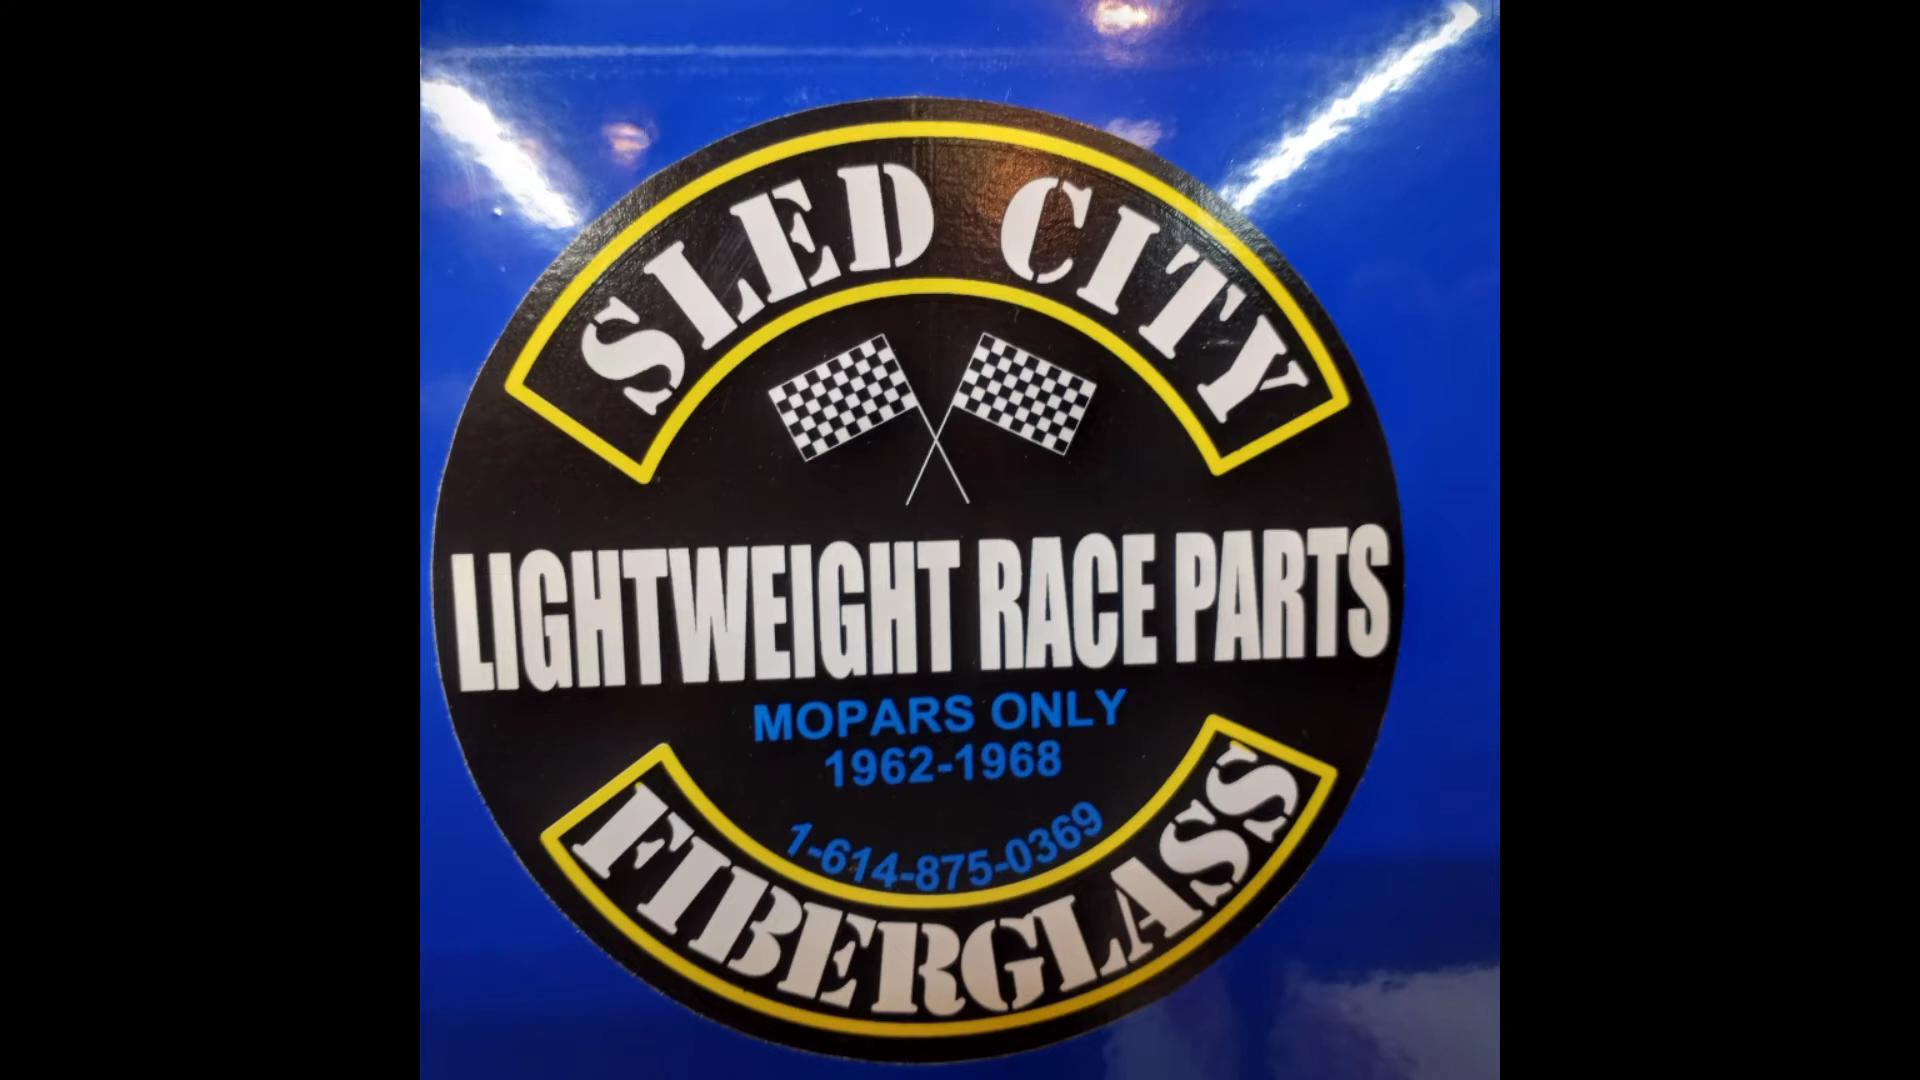 SLED CITY
LIGHTWEIGHT RACE PARTS
MOPARS ONLY
1962-1968
1-614-875-0369
FIBERGLASS